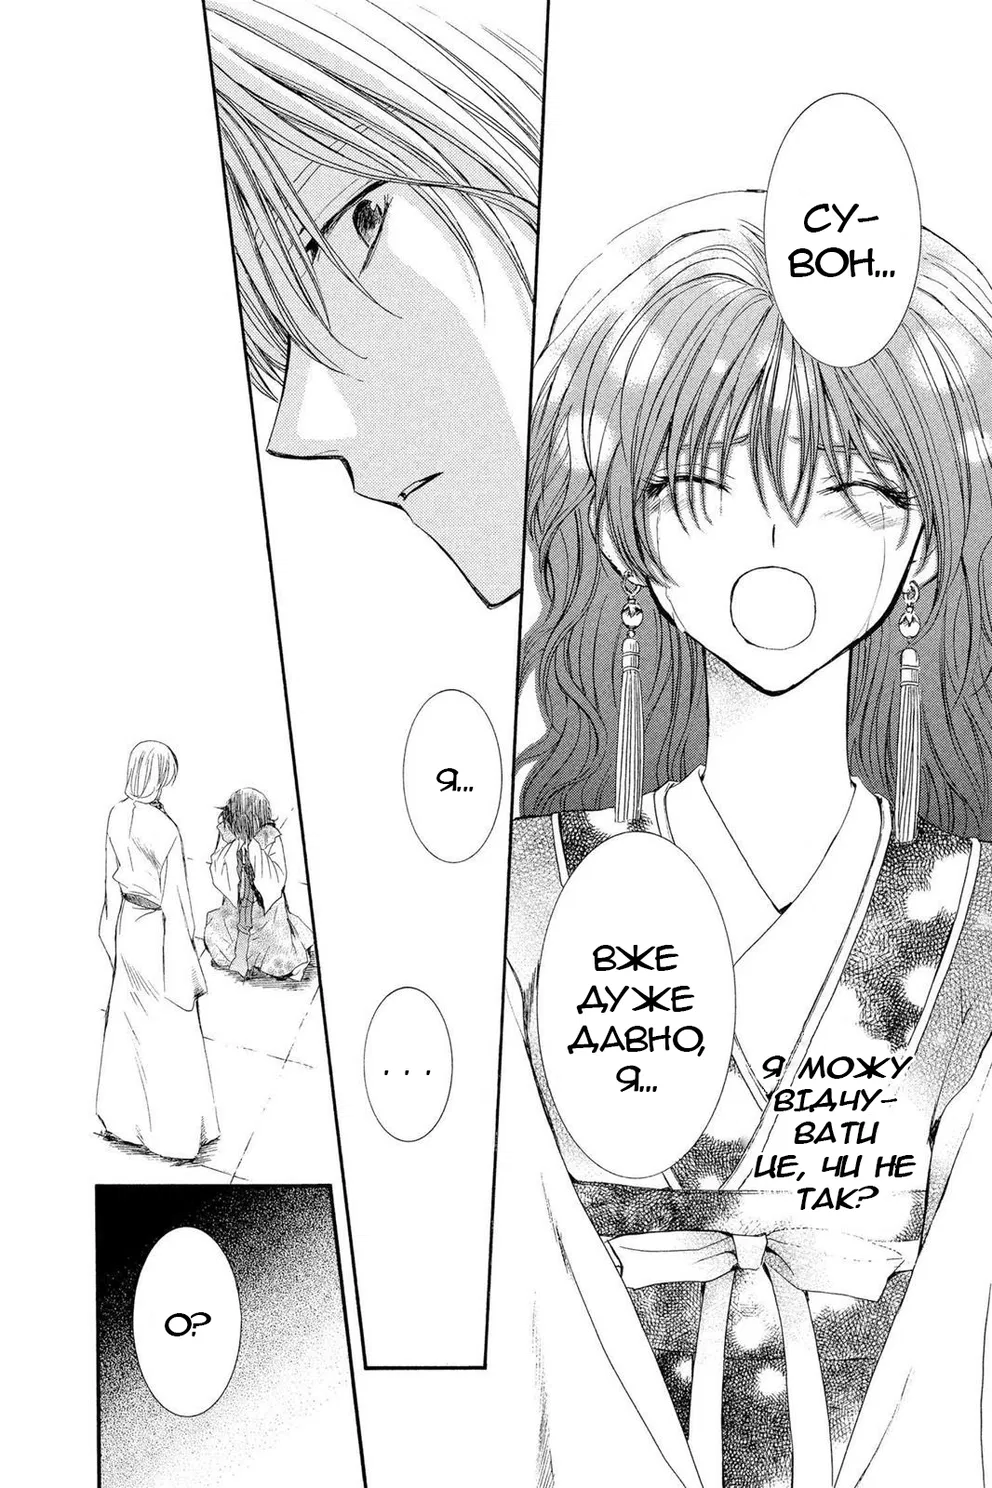 СУ-
ВОН...
Я МОЖУ
ВІДЧУ-
ВАТИ
ЦЕ, ЧИ НЕ
ТАК?
ВЖЕ
ДУЖЕ
ДАВНО,
Я...
Я...
...
О?